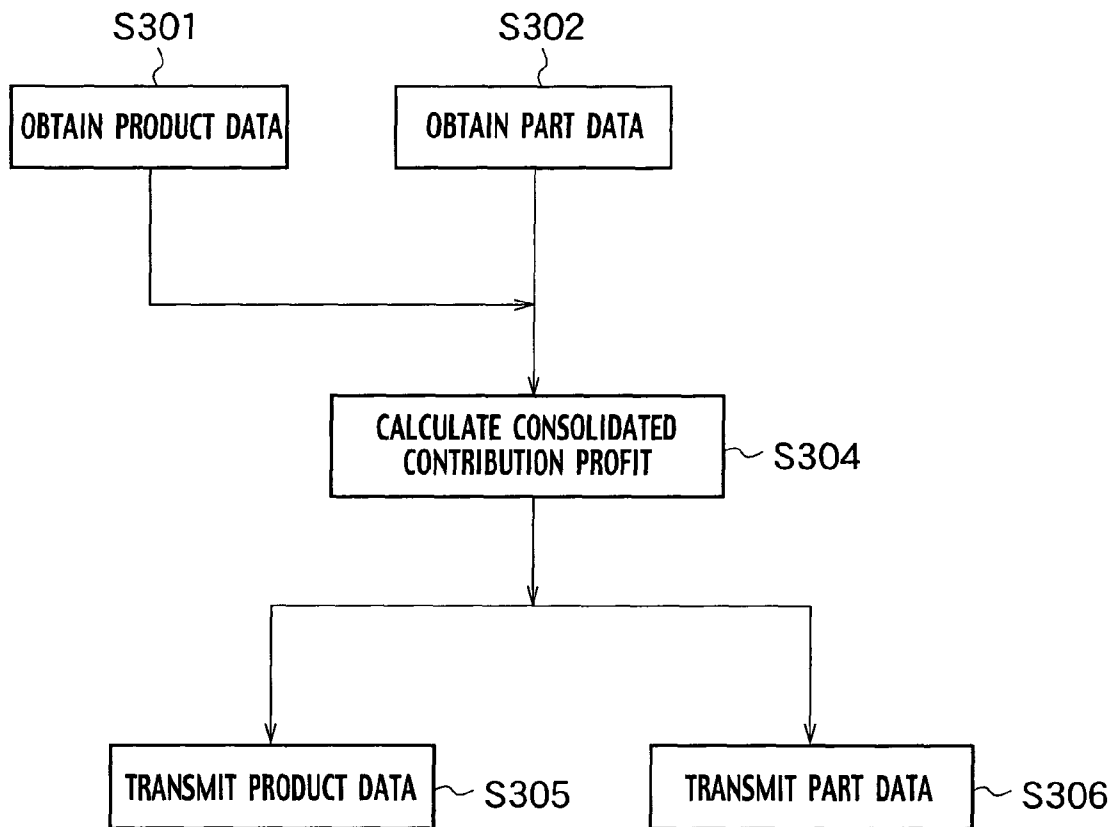 S301
S302
OBTAIN PRODUCT DATA
OBTAIN PART DATA
CALCULATE CONSOLIDATED
CONTRIBUTION PROFIT
S304
TRANSMIT PRODUCT DATA
S305
TRANSMIT PART DATA
S306